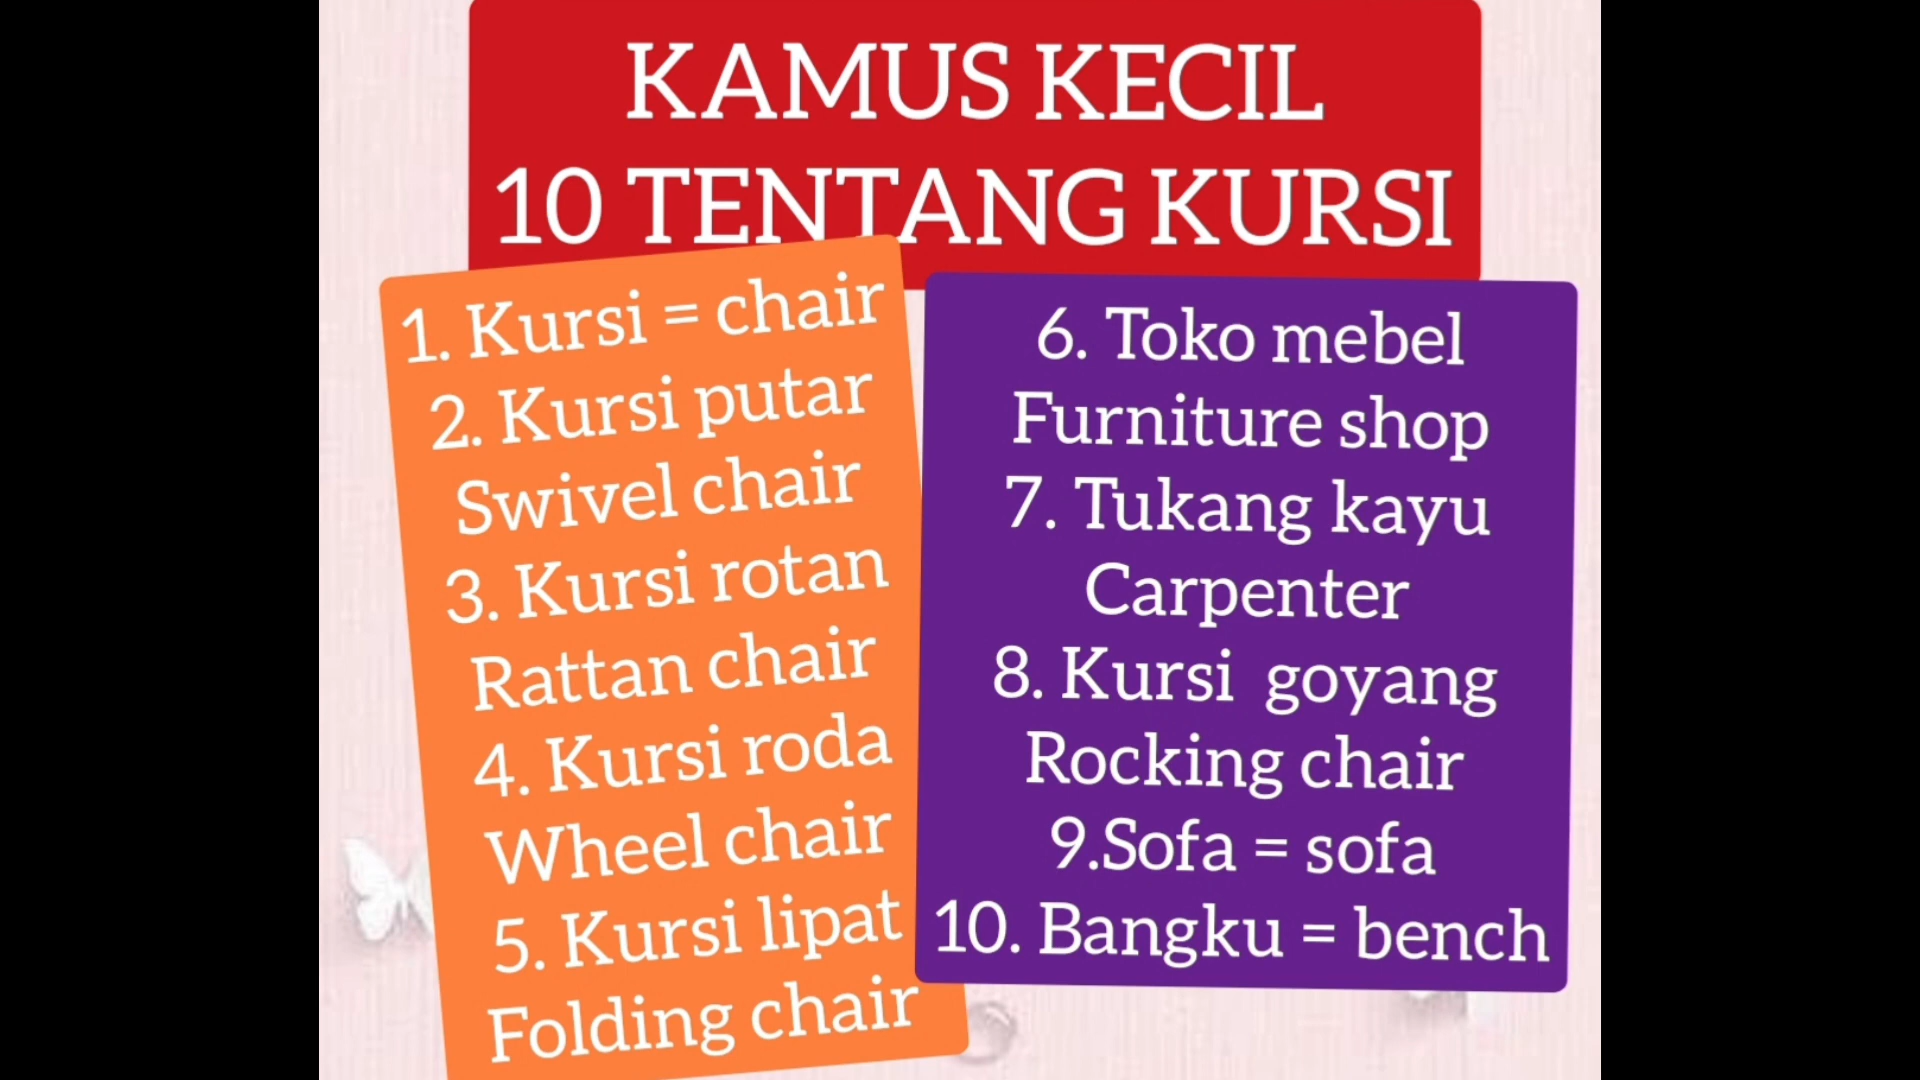 KAMUS KECIL
10 TENTANG KURSI
1. Kursi = chair
2. Kursi putar
Swivel chair
3. Kursi rotan
Rattan chair
4. Kursi roda
Wheel chair
5. Kursi lipat
Folding chair
6. Toko mebel
Furniture shop
7. Tukang kayu
Carpenter
8. Kursi  goyang
Rocking chair
9.Sofa = sofa
10. Bangku = bench